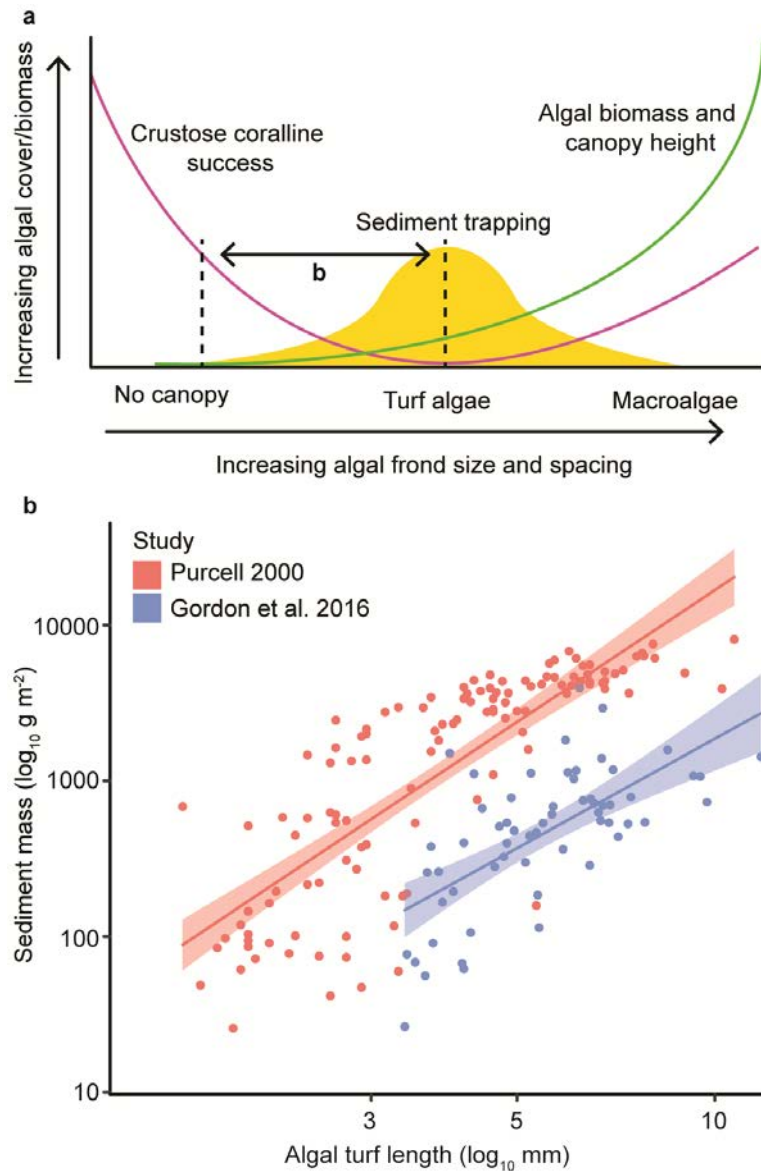 a
Incrreasing algal cover/biomass
Crustose coralline
success
Algal biomass and
canopy height
Sediment trapping
b
No canopy
Turf algae
Macroalgae
Increasing algal frond size and spacing
b
Study
Purcell 2000
Gordon et al. 2016
Sediment mass (log₁₀ g m⁻²)
10000
1000
100
10
3
5
10
Algal turf length (log₁₀ mm)